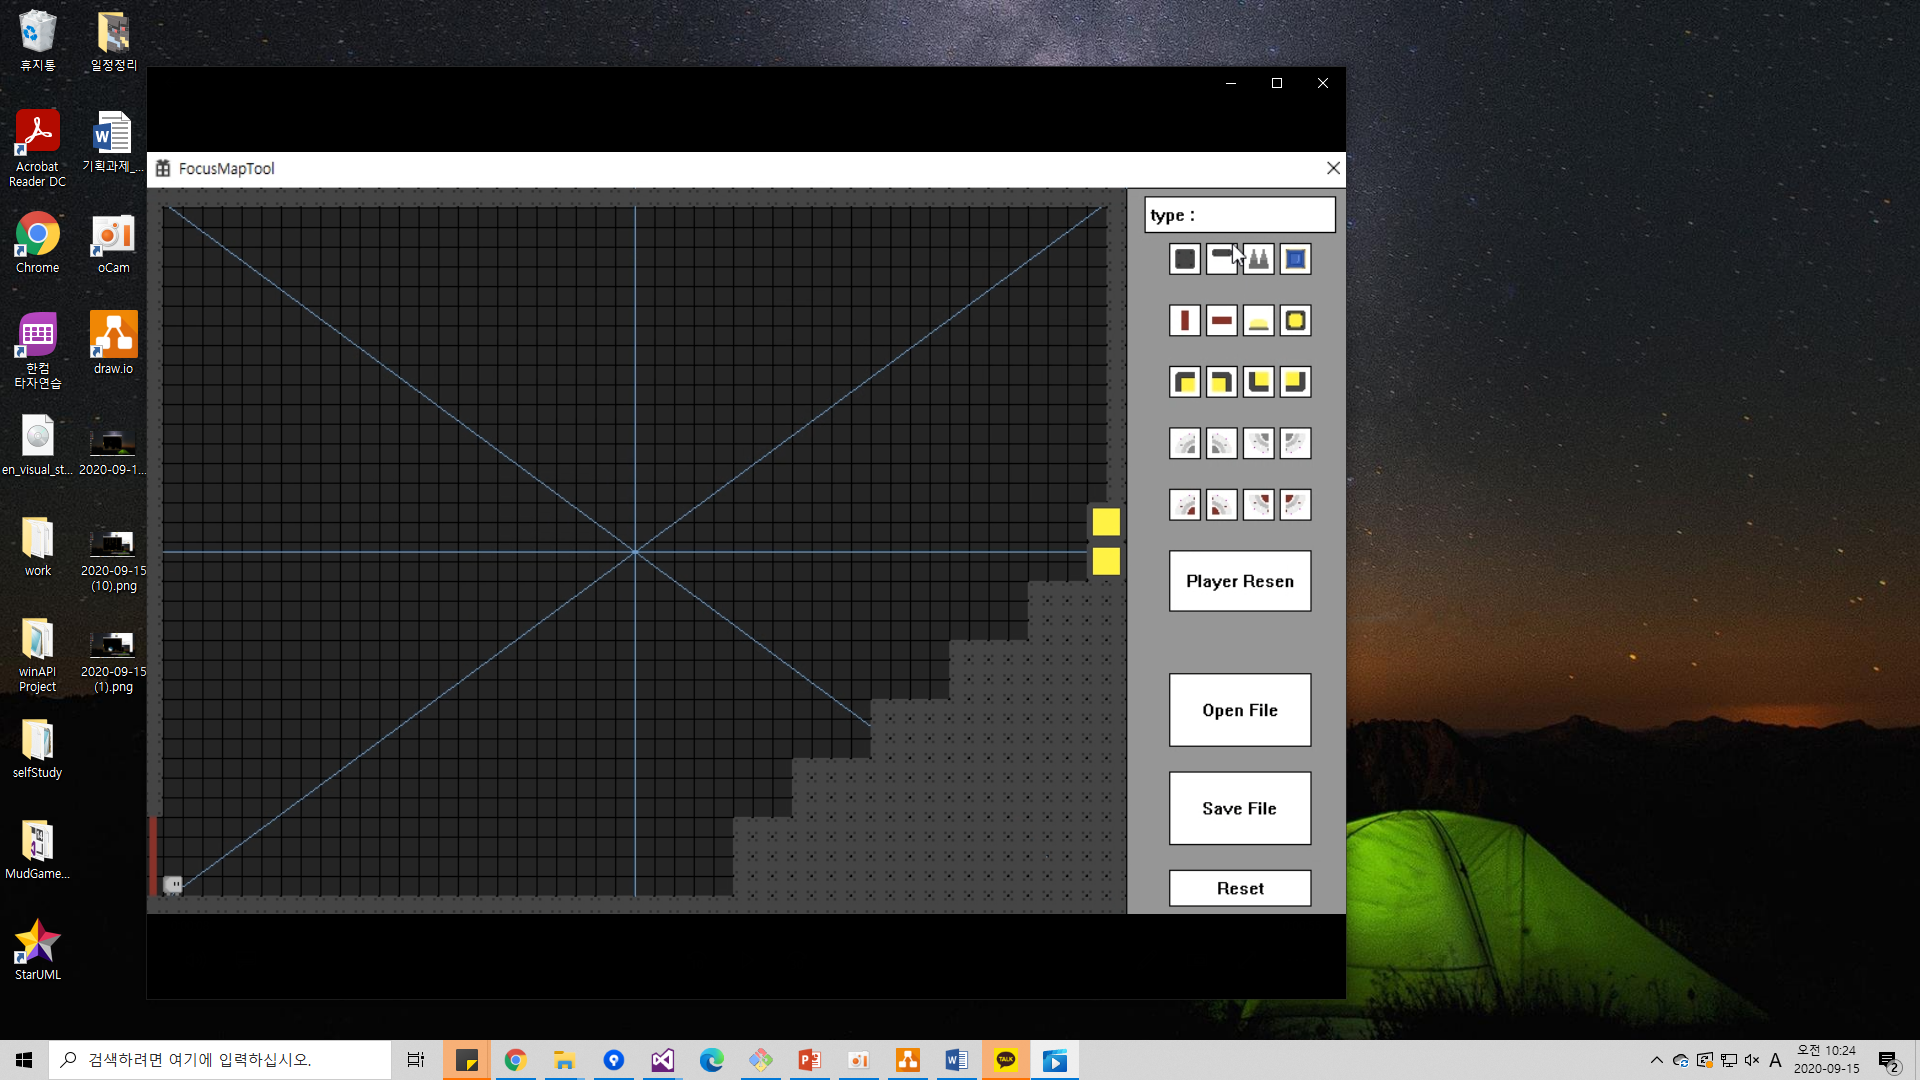 휴지통
일정정리
Acrobat
Reader DC
기획과제_...
Chrome
oCam
한컴
타자연습
draw.io
en_visual_st...
2020-09-1...
work
2020-09-15
(10).png
winAPI
Project
2020-09-15
(1).png
selfStudy
MudGame...
StarUML
FocusMapTool
type :
Player Resen
Open File
Save File
Reset
검색하려면 여기에 입력하십시오.
TALK
A
오전 10:24
2020-09-15
2